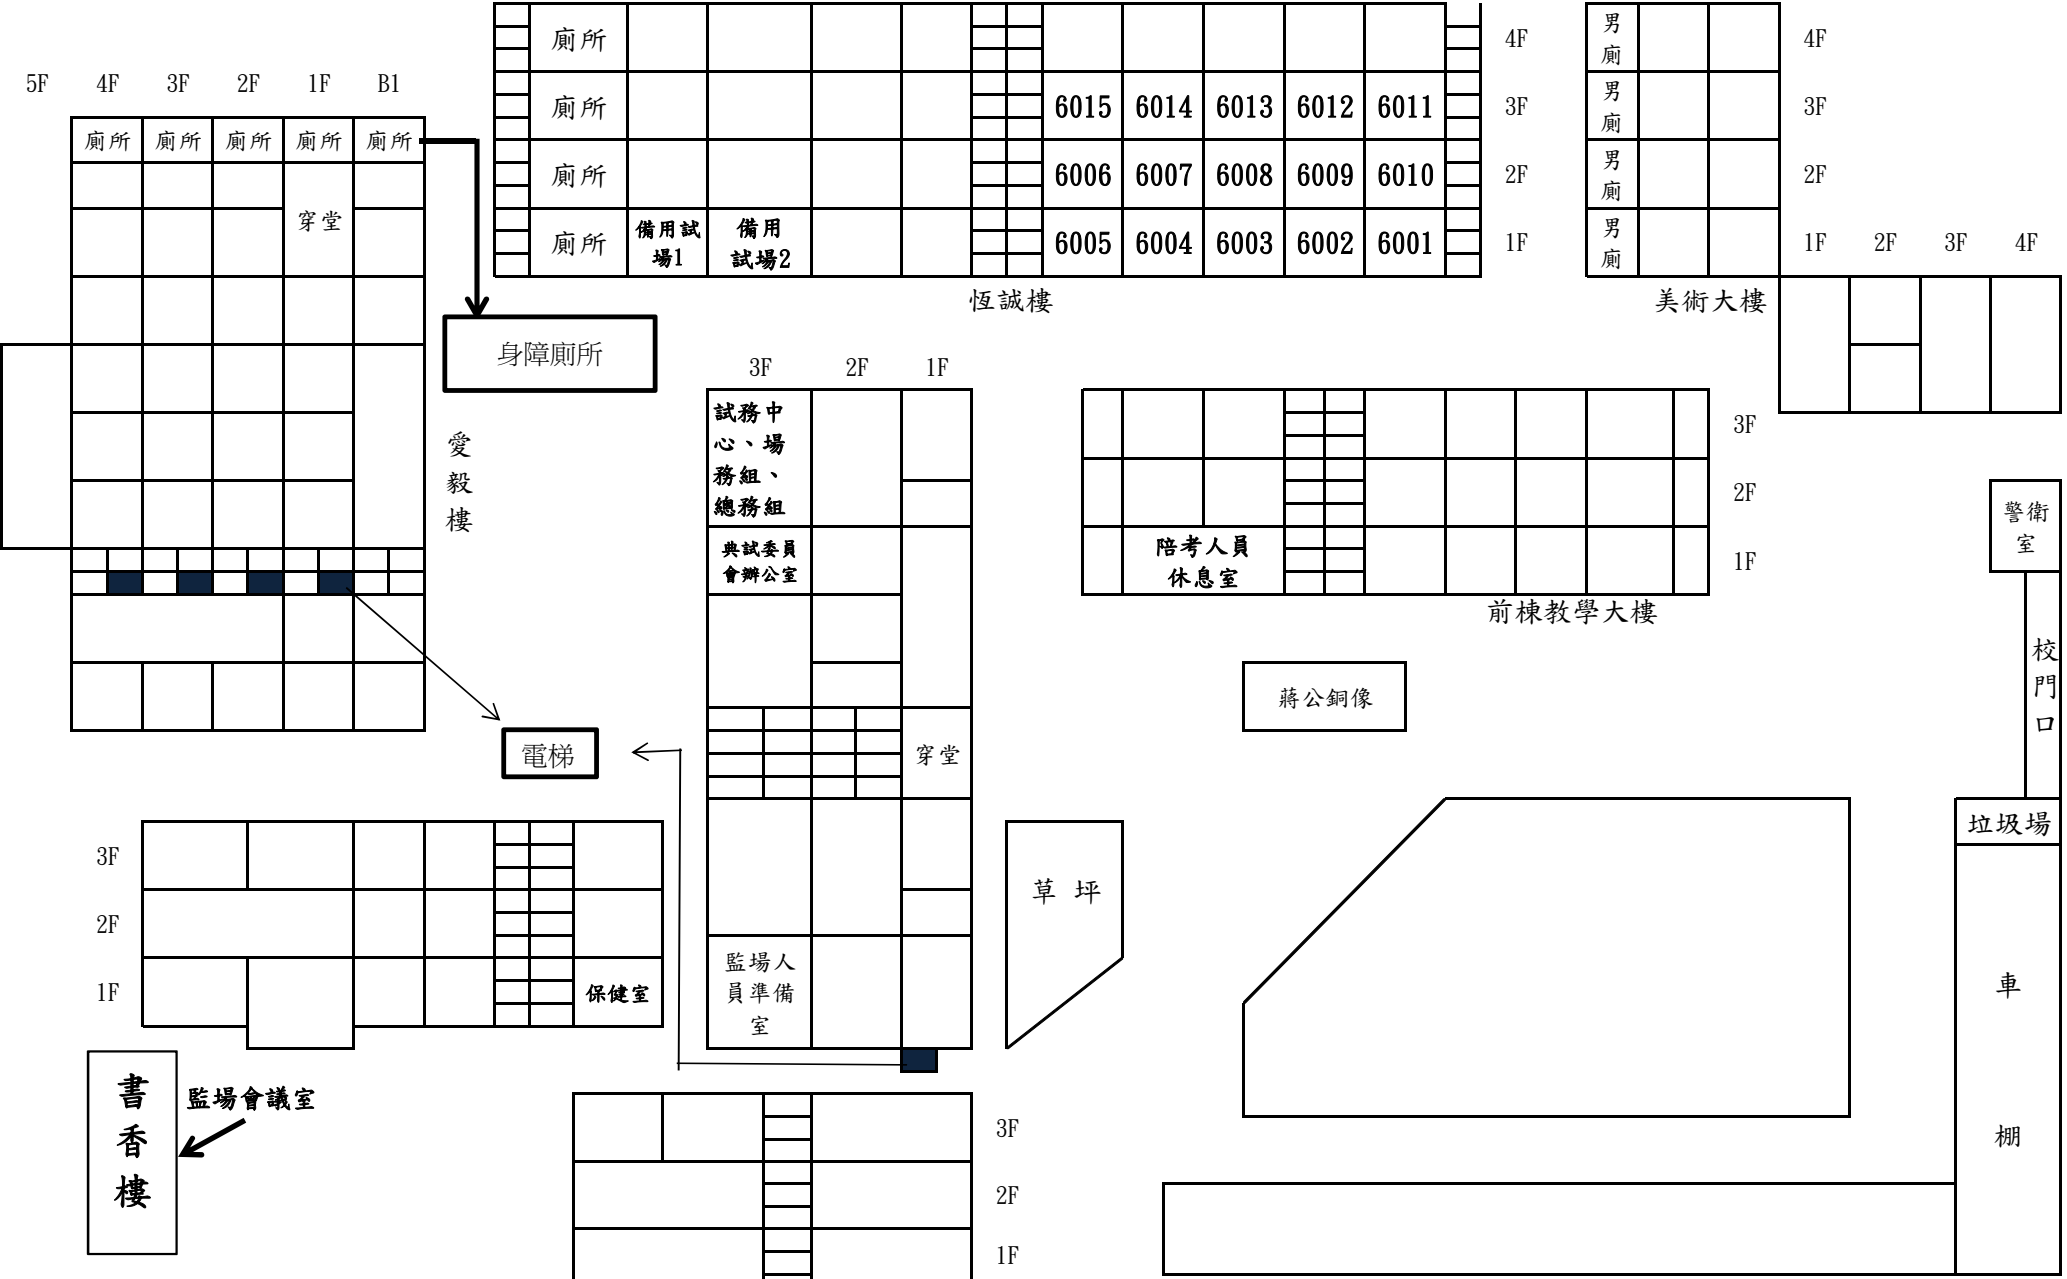 5F 4F 3F 2F 1F B1
廁所 廁所 廁所 廁所 廁所
穿堂
愛
毅
樓
身障廁所
電梯
廁所 4F
廁所 6015 6014 6013 6012 6011 3F
廁所 6006 6007 6008 6009 6010 2F
廁所 備用試
場1 備用
試場2 6005 6004 6003 6002 6001 1F
恆誠樓
男
廁
4F
男
廁
3F
男
廁
2F
男
廁
1F 2F 3F 4F
美術大樓
3F 2F 1F
試務中
心、場
務組、
總務組
典試委員
會辦公室
穿堂
監場人
員準備
室
3F
2F
陪考人員
休息室
1F
前棟教學大樓
警衛
室
校
門
口
蔣公銅像
垃圾場
車
棚
草 坪
3F
2F
1F
保健室
書
香
樓
監場會議室
3F
2F
1F